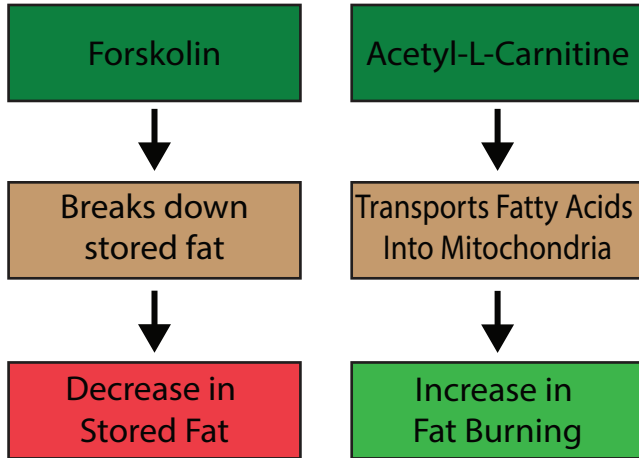 Forskolin
Breaks down
stored fat
Decrease in
Stored Fat
Acetyl-L-Carnitine
Transports Fatty Acids
Into Mitochondria
Increase in
Fat Burning